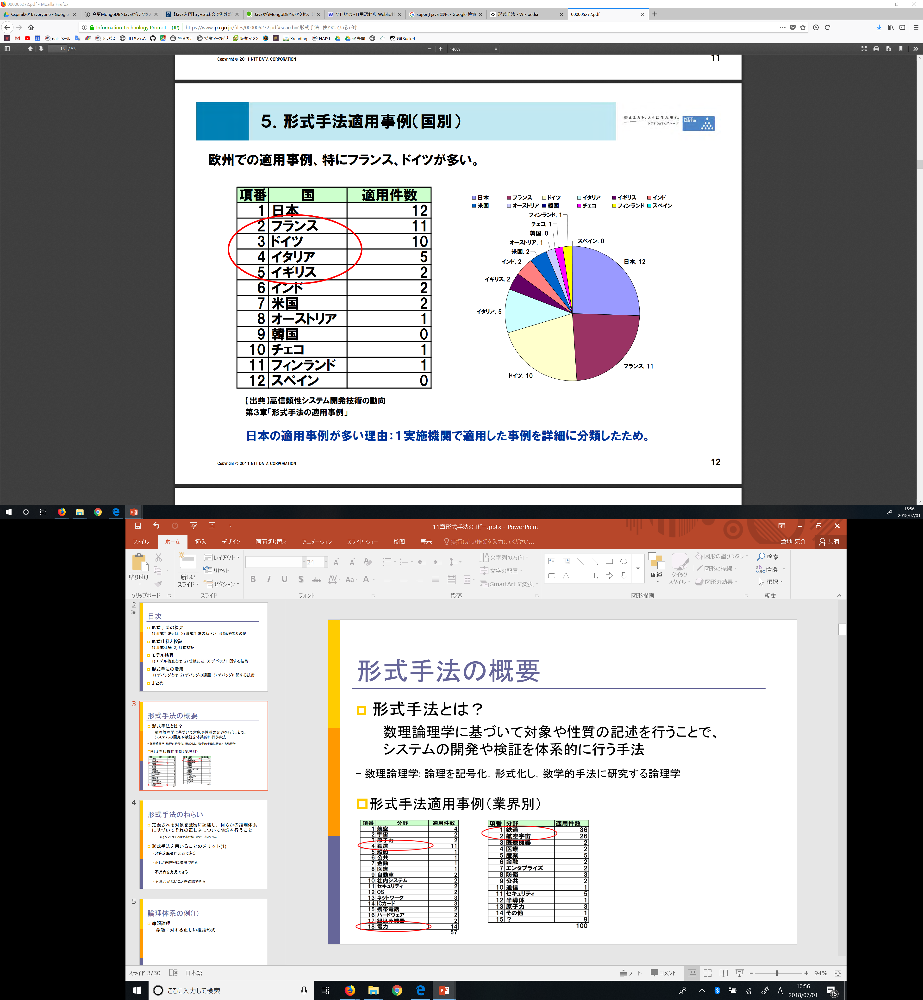 000005272.pdf - Mozilla Firefox
Cspiral2018Everyone - Google
今更MongoDBをJavaからアクセス
【Java入門】try-catch文で例外処
JavaからMongoDBへのアクセス
クエリとは - IT用語辞典 Weblio辞
super() java 意味 - Google 検索
形式手法 - Wikipedia
000005272.pdf
Information-technology Promot... (JP)
https://www.ipa.go.jp/files/000005272.pdf#search='形式手法+使われている+例'
naistメール シラバス コロキアムA 発音カナ 授業アーカイブ 仮想マシン Xreading NAIST 過去問 GitBucket
13 / 53
140%
Copyright © 2011 NTT DATA CORPORATION
11
5. 形式手法適用事例(国別)
変える力を、ともに生み出す。
NTT DATAグループ
NTT DATA
欧州での適用事例、特にフランス、ドイツが多い。
項番 国 適用件数
1 日本 12
2 フランス 11
3 ドイツ 10
4 イタリア 5
5 イギリス 2
6 インド 2
7 米国 2
8 オーストリア 1
9 韓国 0
10 チェコ 1
11 フィンランド 1
12 スペイン 0
日本 フランス ドイツ イタリア イギリス インド
米国 オーストリア 韓国 チェコ フィンランド スペイン
フィンランド, 1
チェコ, 1
韓国, 0
オーストリア, 1
スペイン, 0
米国, 2
インド, 2
日本, 12
イギリス, 2
イタリア, 5
フランス, 11
ドイツ, 10
【出典】高信頼性システム開発技術の動向
第3章「形式手法の適用事例」
日本の適用事例が多い理由:1実施機関で適用した事例を詳細に分類したため。
Copyright © 2011 NTT DATA CORPORATION
12
16:56
2018/07/01
11章形式手法のコピー.pptx - PowerPoint
ファイル ホーム 挿入 デザイン 画面切り替え アニメーション スライド ショー 校閲 表示 実行したい作業を入力してください...
倉地 亮介 共有
貼り付け
クリップボード
新しい
スライド
レイアウト
リセット
セクション
スライド
24
B I U S abc AV Aa A
フォント
文字列の方向
文字の配置
SmartArt に変換
段落
配置
クイック
スタイル
図形の塗りつぶし
図形の枠線
図形の効果
図形描画
検索
置換
選択
編集
2
目次
形式手法の概要
1) 形式手法とは 2) 形式手法のねらい 3) 論理体系の例
形式仕様と検証
1) 形式仕様 2) 形式検証
モデル検査
1) モデル検査とは 2) 仕様記述 3) デバッグに関する技術
形式手法の活用
1) デバッグとは 2) デバッグの課題 3) デバッグに関する技術
まとめ
3
形式手法の概要
形式手法とは?
数理論理学に基づいて対象や性質の記述を行うことで、
システムの開発や検証を体系的に行う手法
- 数理論理学: 論理を記号化, 形式化し, 数学的手法に研究する論理学
形式手法適用事例(業界別)
4
形式手法のねらい
定義される対象を厳密に記述し, 何らかの論理体系
に基づいてそれの正しさについて議論を行うこと
- e.g.ソフトウェアの要求仕様, 設計, プログラム
形式手法を用いることのメリット(1)
・対象を厳密に記述できる
・正しさを厳密に議論できる
・不具合を発見できる
・不具合がないことを確認できる
5
論理体系の例(1)
命題論理
- 命題に対する正しい推論形式
形式手法の概要
形式手法とは?
数理論理学に基づいて対象や性質の記述を行うことで、
システムの開発や検証を体系的に行う手法
- 数理論理学: 論理を記号化, 形式化し, 数学的手法に研究する論理学
形式手法適用事例(業界別)
項番 分野 適用件数
1 航空 4
2 宇宙 2
3 原子力 2
4 鉄道 11
5 船舶 1
6 公共 1
7 金融 1
8 医療 1
9 自動車 2
10 社内システム 2
11 セキュリティ 2
12 OS 2
13 ネットワーク 3
14 ICカード 3
15 携帯電話 2
16 ハードウェア 2
17 組込み機器 2
18 電力 14
57
項番 分野 適用件数
1 鉄道 36
2 航空宇宙 26
3 医療機器 2
4 医療 2
5 産業 5
6 金融 2
7 エンタプライズ 2
8 防衛 3
9 公共 2
10 通信 1
11 セキュリティ 5
12 半導体 1
13 原子力 3
14 その他 1
15 ? 9
100
スライド 3/30 日本語
ノート コメント 94%
ここに入力して検索
A
16:56
2018/07/01
15